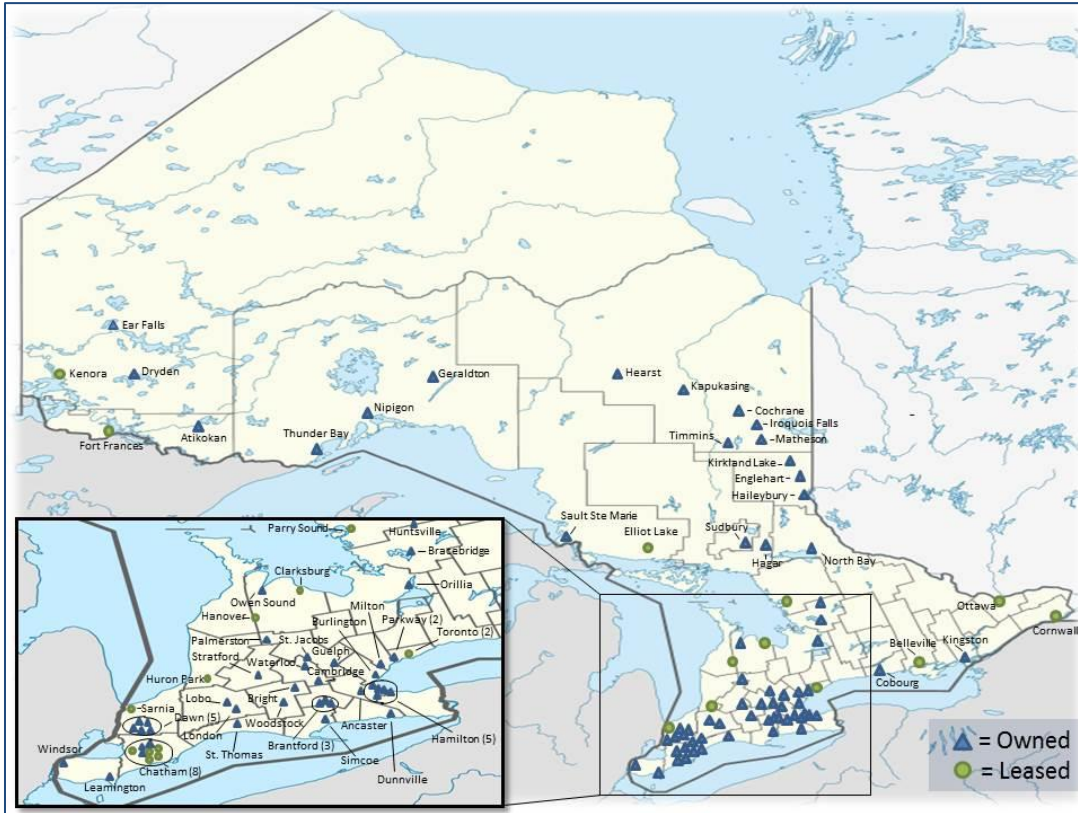 Ear Falls
Kenora
Dryden
Geraldton
Hearst
Kapukasing
Nipigon
Cochrane
Iroquois Falls
Atikokan
Fort Frances
Thunder Bay
Timmins
Matheson
Kirkland Lake
Englehart
Haileybury
Sault Ste Marie
Elliot Lake
Sudbury
Hagar
North Bay
Ottawa
Cornwall
Belleville
Kingston
Cobourg
Parry Sound
Huntsville
Bracebridge
Clarksburg
Orillia
Owen Sound
Milton
Hanover
Burlington
Parkway (2)
Palmerston
St. Jacobs
Toronto (2)
Stratford
Guelph
Waterloo
Cambridge
Huron Park
Sarnia
Lobo
Bright
Dawn (5)
Woodstock
Ancaster
London
Hamilton (5)
Windsor
St. Thomas
Brantford (3)
Simcoe
Chatham (8)
Dunnville
Leamington
= Owned
= Leased